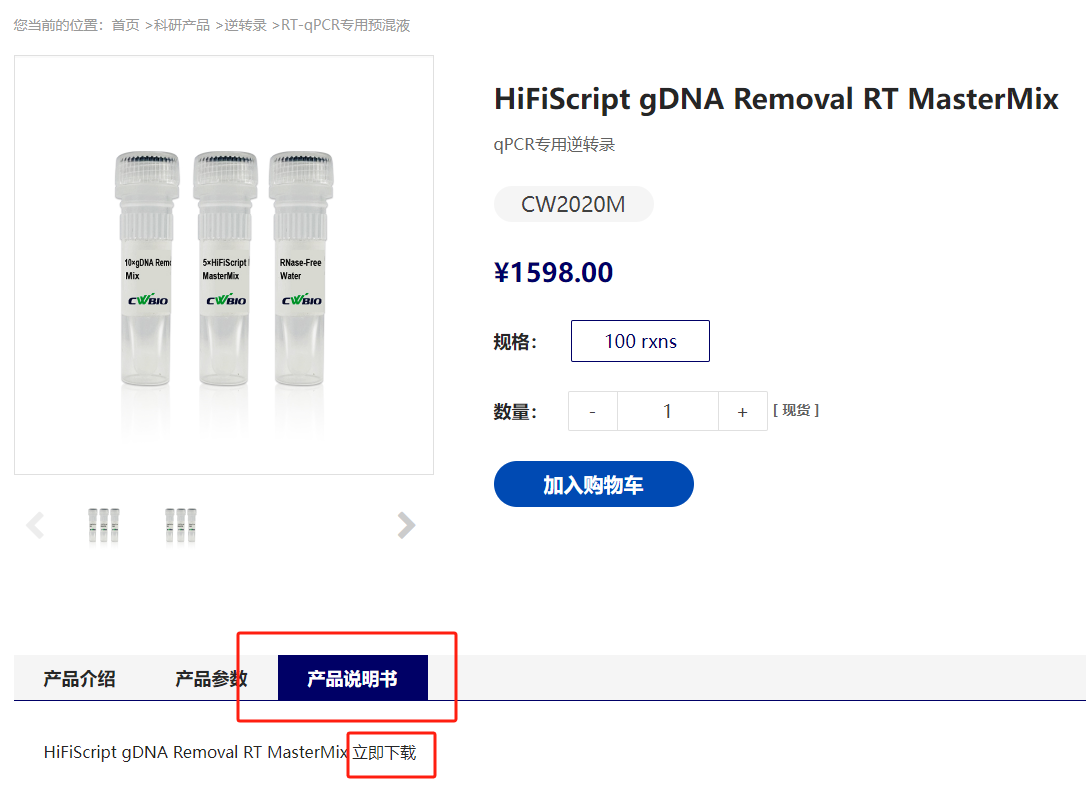 您当前的位置：首页 >科研产品 >逆转录 >RT-qPCR专用预混液
HiFiScript gDNA Removal RT MasterMix
qPCR专用逆转录
CW2020M
¥1598.00
规格：
100 rxns
数量：
-
1
+
[ 现货 ]
加入购物车
10×gDNA Remo
Mix
CWBIO
5×HiFiScript
MasterMix
CWBIO
RNase-Free
Water
CWBIO
产品介绍
产品参数
产品说明书
HiFiScript gDNA Removal RT MasterMix 立即下载